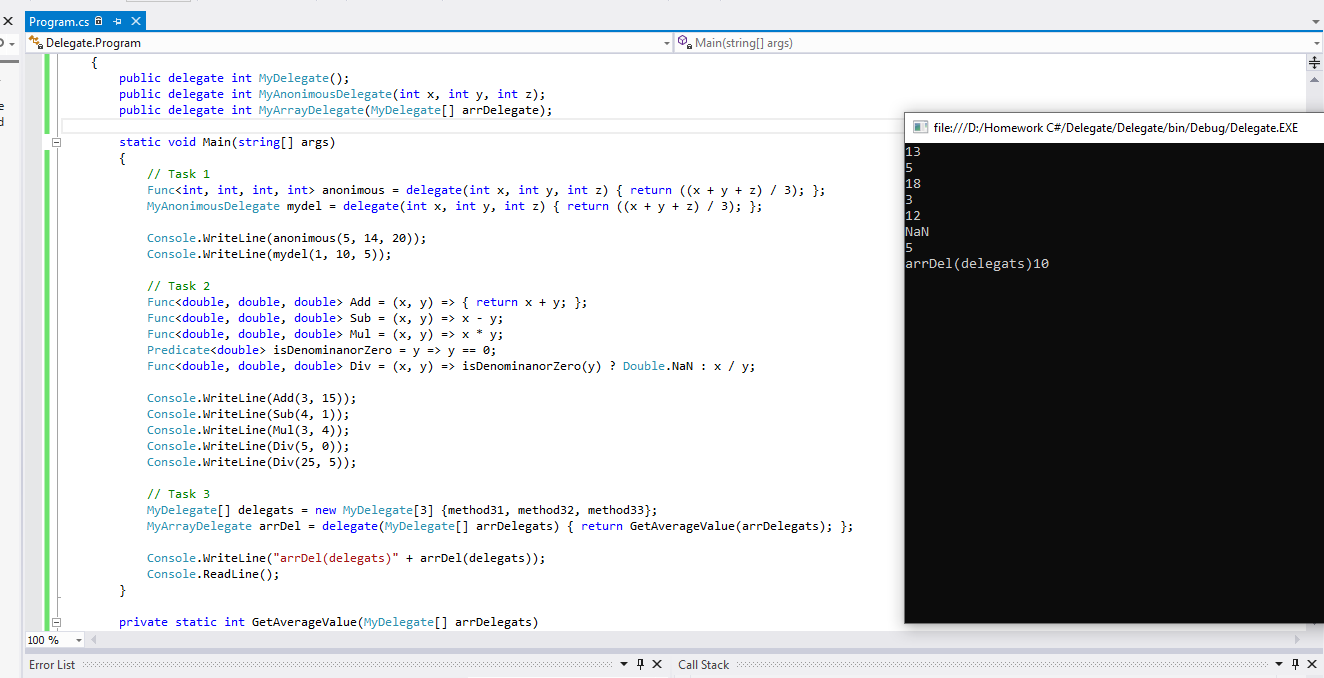 Program.cs
Delegate.Program
Main(string[] args)
{
public delegate int MyDelegate();
public delegate int MyAnonimousDelegate(int x, int y, int z);
public delegate int MyArrayDelegate(MyDelegate[] arrDelegate);
static void Main(string[] args)
{
// Task 1
Func<int, int, int, int> anonimous = delegate(int x, int y, int z) { return ((x + y + z) / 3); };
MyAnonimousDelegate mydel = delegate(int x, int y, int z) { return ((x + y + z) / 3); };
Console.WriteLine(anonimous(5, 14, 20));
Console.WriteLine(mydel(1, 10, 5));
// Task 2
Func<double, double, double> Add = (x, y) => { return x + y; };
Func<double, double, double> Sub = (x, y) => x - y;
Func<double, double, double> Mul = (x, y) => x * y;
Predicate<double> isDenominanorZero = y => y == 0;
Func<double, double, double> Div = (x, y) => isDenominanorZero(y) ? Double.NaN : x / y;
Console.WriteLine(Add(3, 15));
Console.WriteLine(Sub(4, 1));
Console.WriteLine(Mul(3, 4));
Console.WriteLine(Div(5, 0));
Console.WriteLine(Div(25, 5));
// Task 3
MyDelegate[] delegats = new MyDelegate[3] {method31, method32, method33};
MyArrayDelegate arrDel = delegate(MyDelegate[] arrDelegats) { return GetAverageValue(arrDelegats); };
Console.WriteLine("arrDel(delegats)" + arrDel(delegats));
Console.ReadLine();
}
private static int GetAverageValue(MyDelegate[] arrDelegats)
100 %
Error List
Call Stack
file:///D:/Homework C#/Delegate/Delegate/bin/Debug/Delegate.EXE
13
5
18
3
12
NaN
5
arrDel(delegats)10